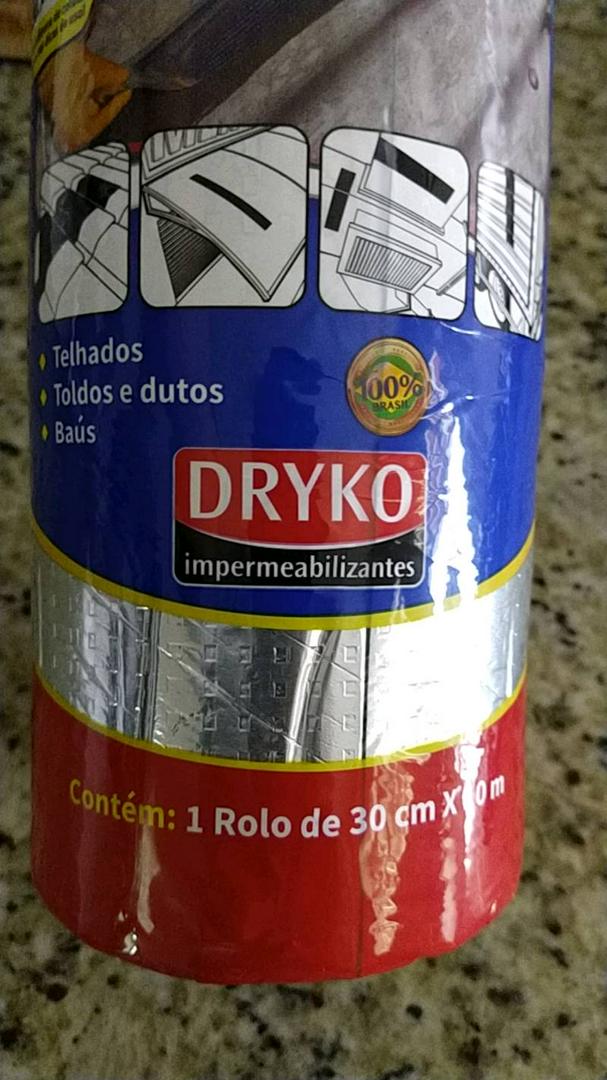 Telhados
Toldos e dutos
Baús
100%
BRASIL
DRYKO
impermeabilizantes
Contém: 1 Rolo de 30 cm X